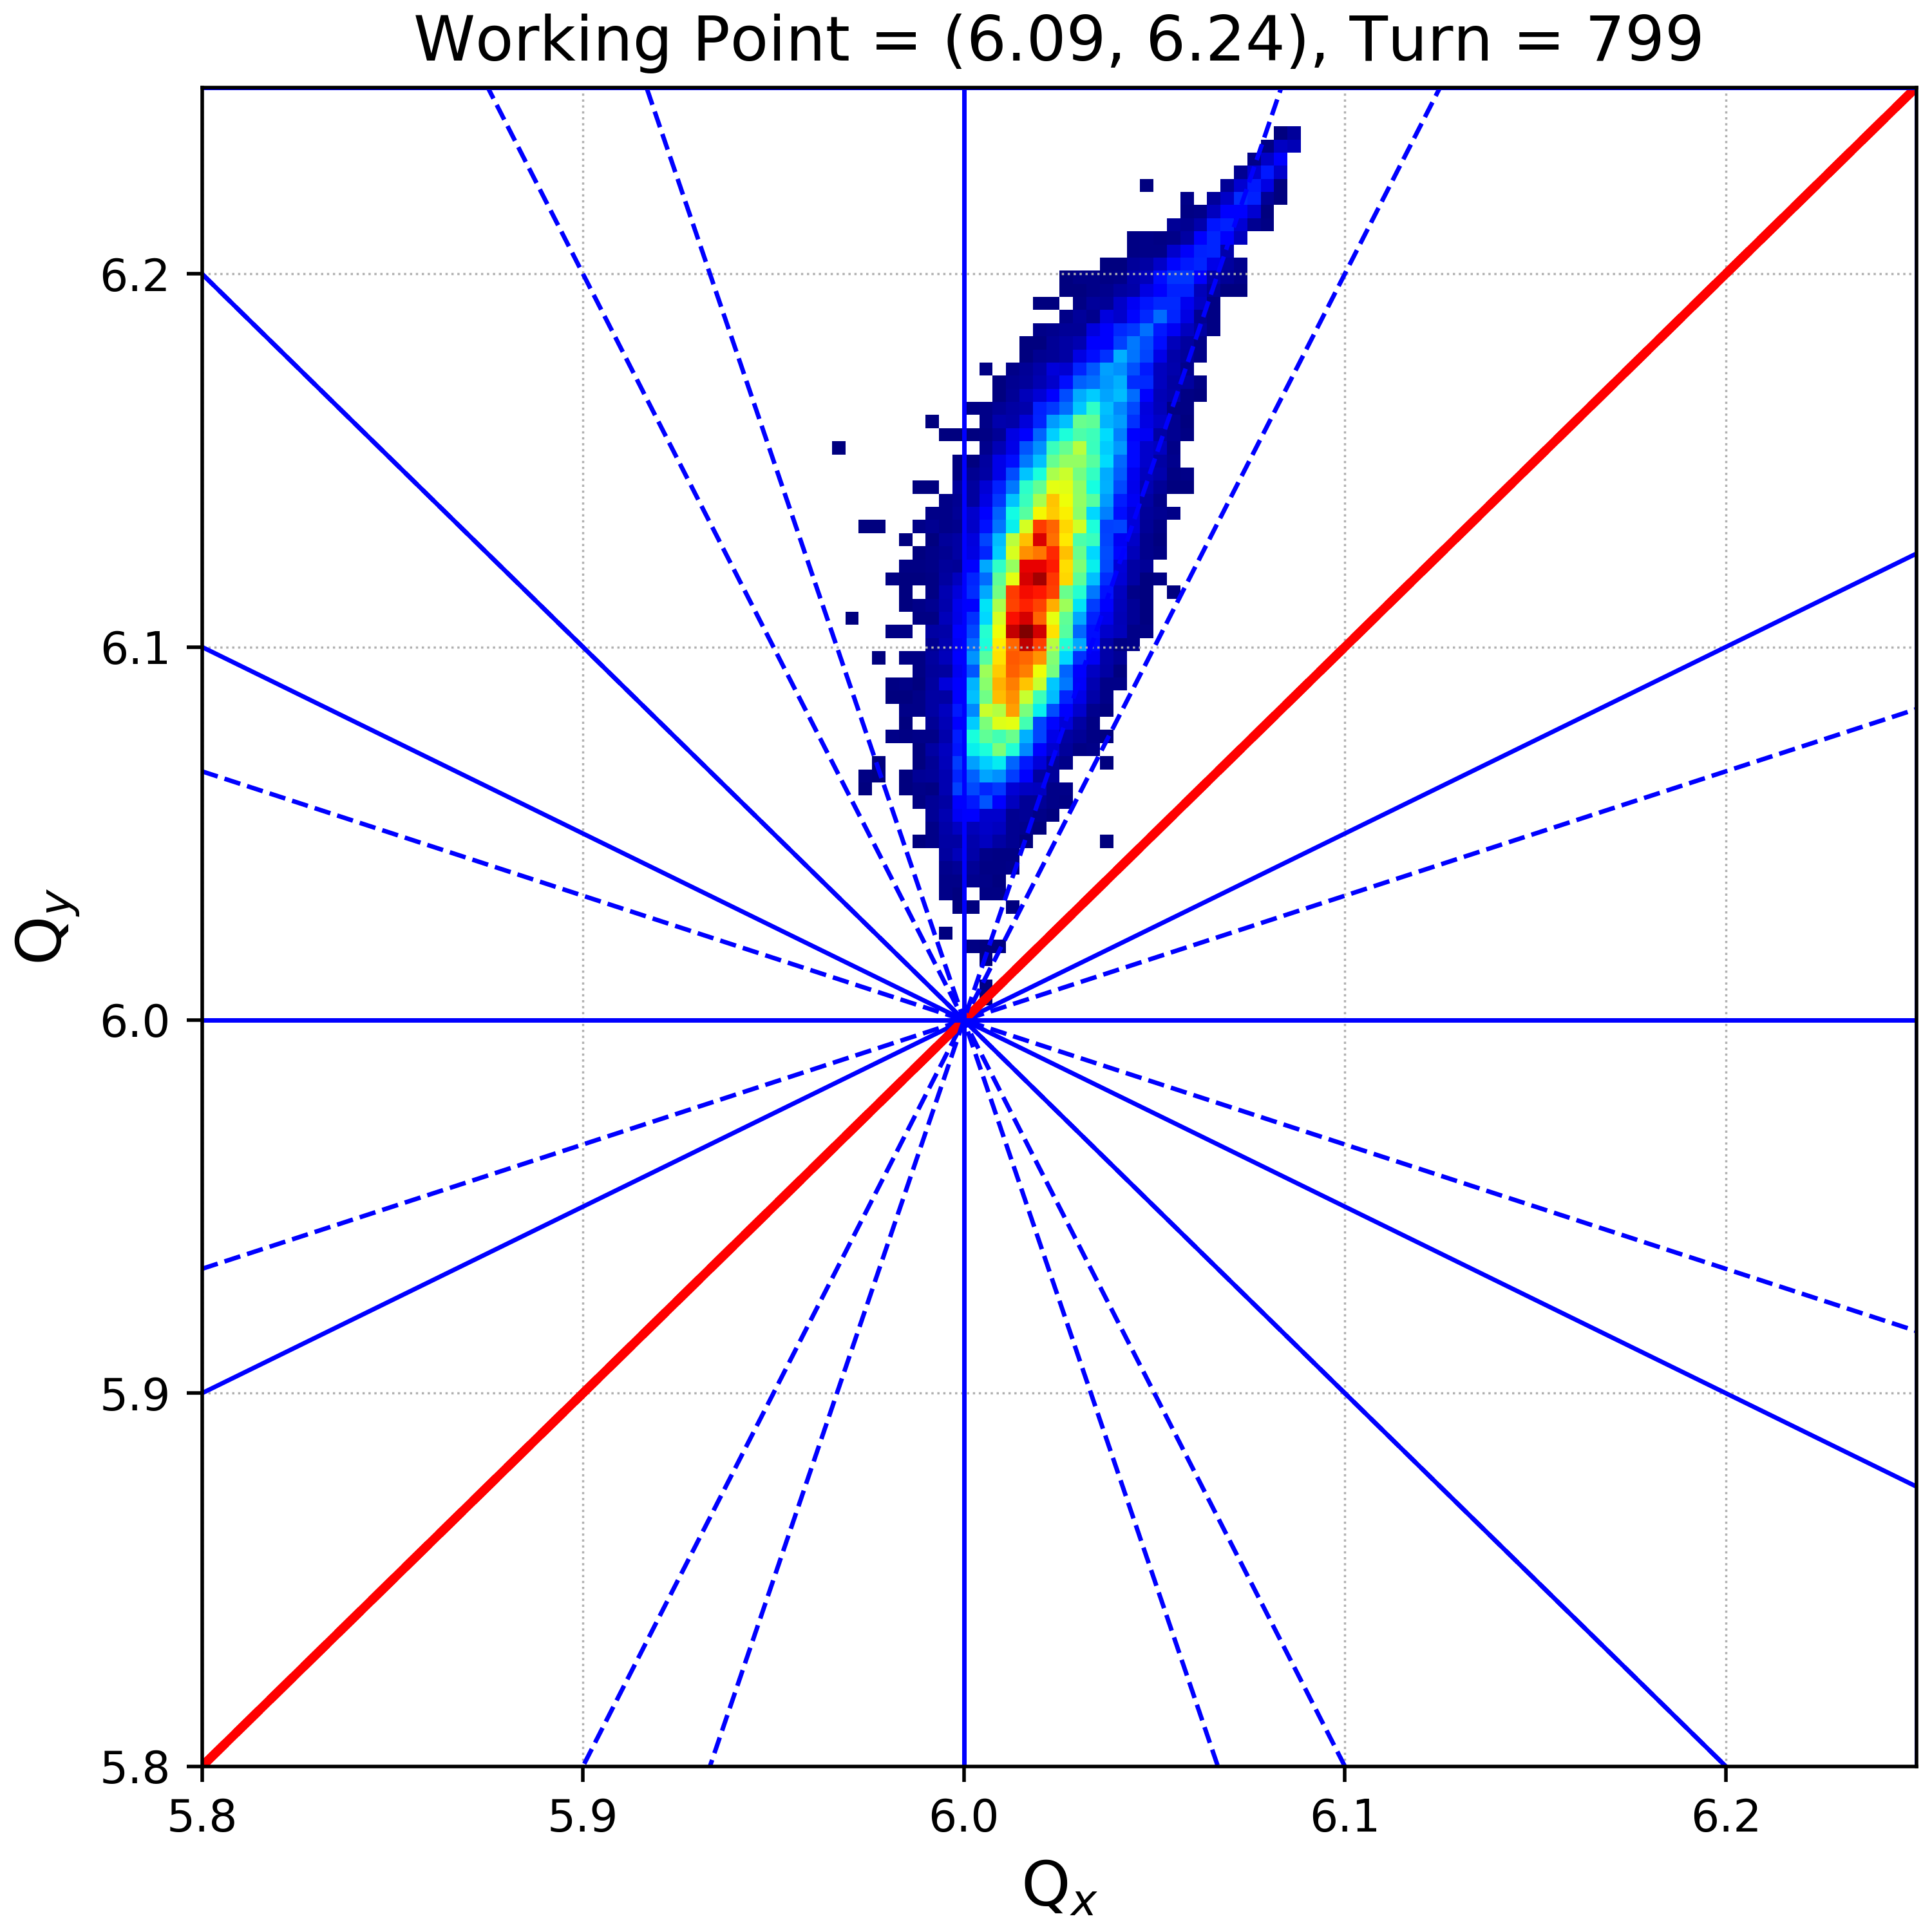 Working Point = (6.09, 6.24), Turn = 799
6.2
6.1
6.0
5.9
5.8
Qy
5.8 5.9 6.0 6.1 6.2
Qx